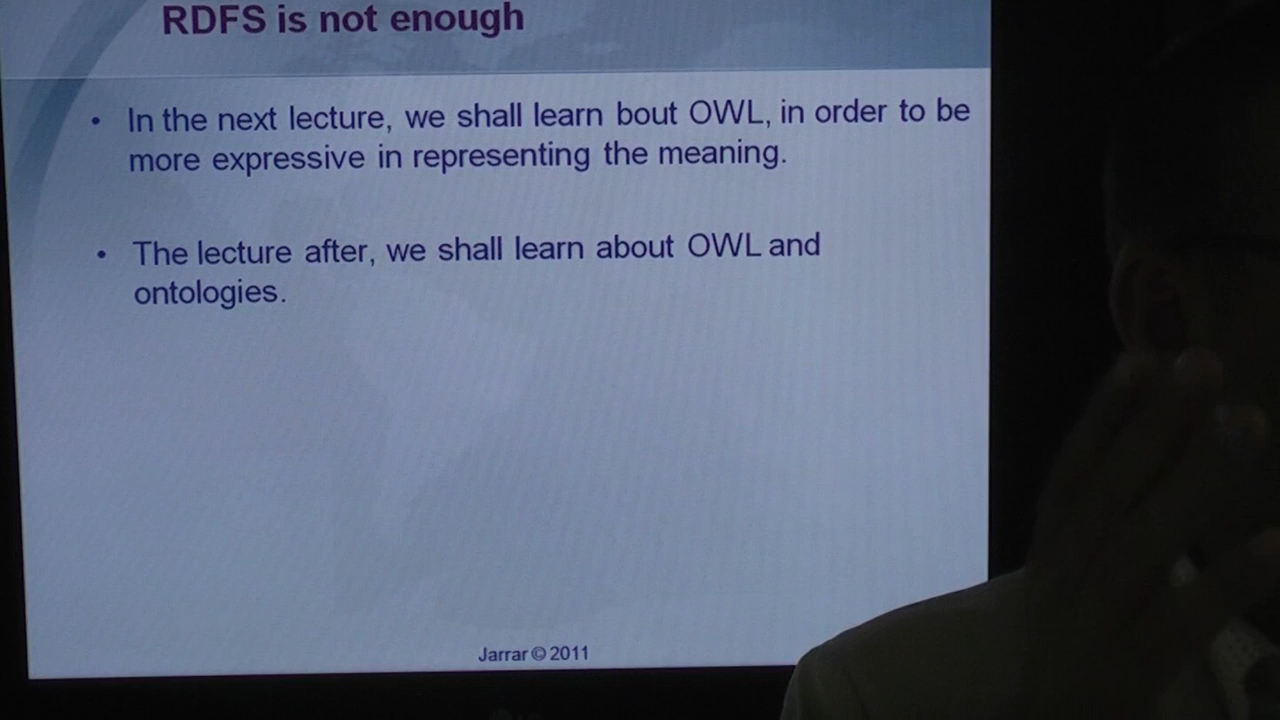 RDFS is not enough
• In the next lecture, we shall learn bout OWL, in order to be
more expressive in representing the meaning.
• The lecture after, we shall learn about OWL and
ontologies.
Jarrar © 2011